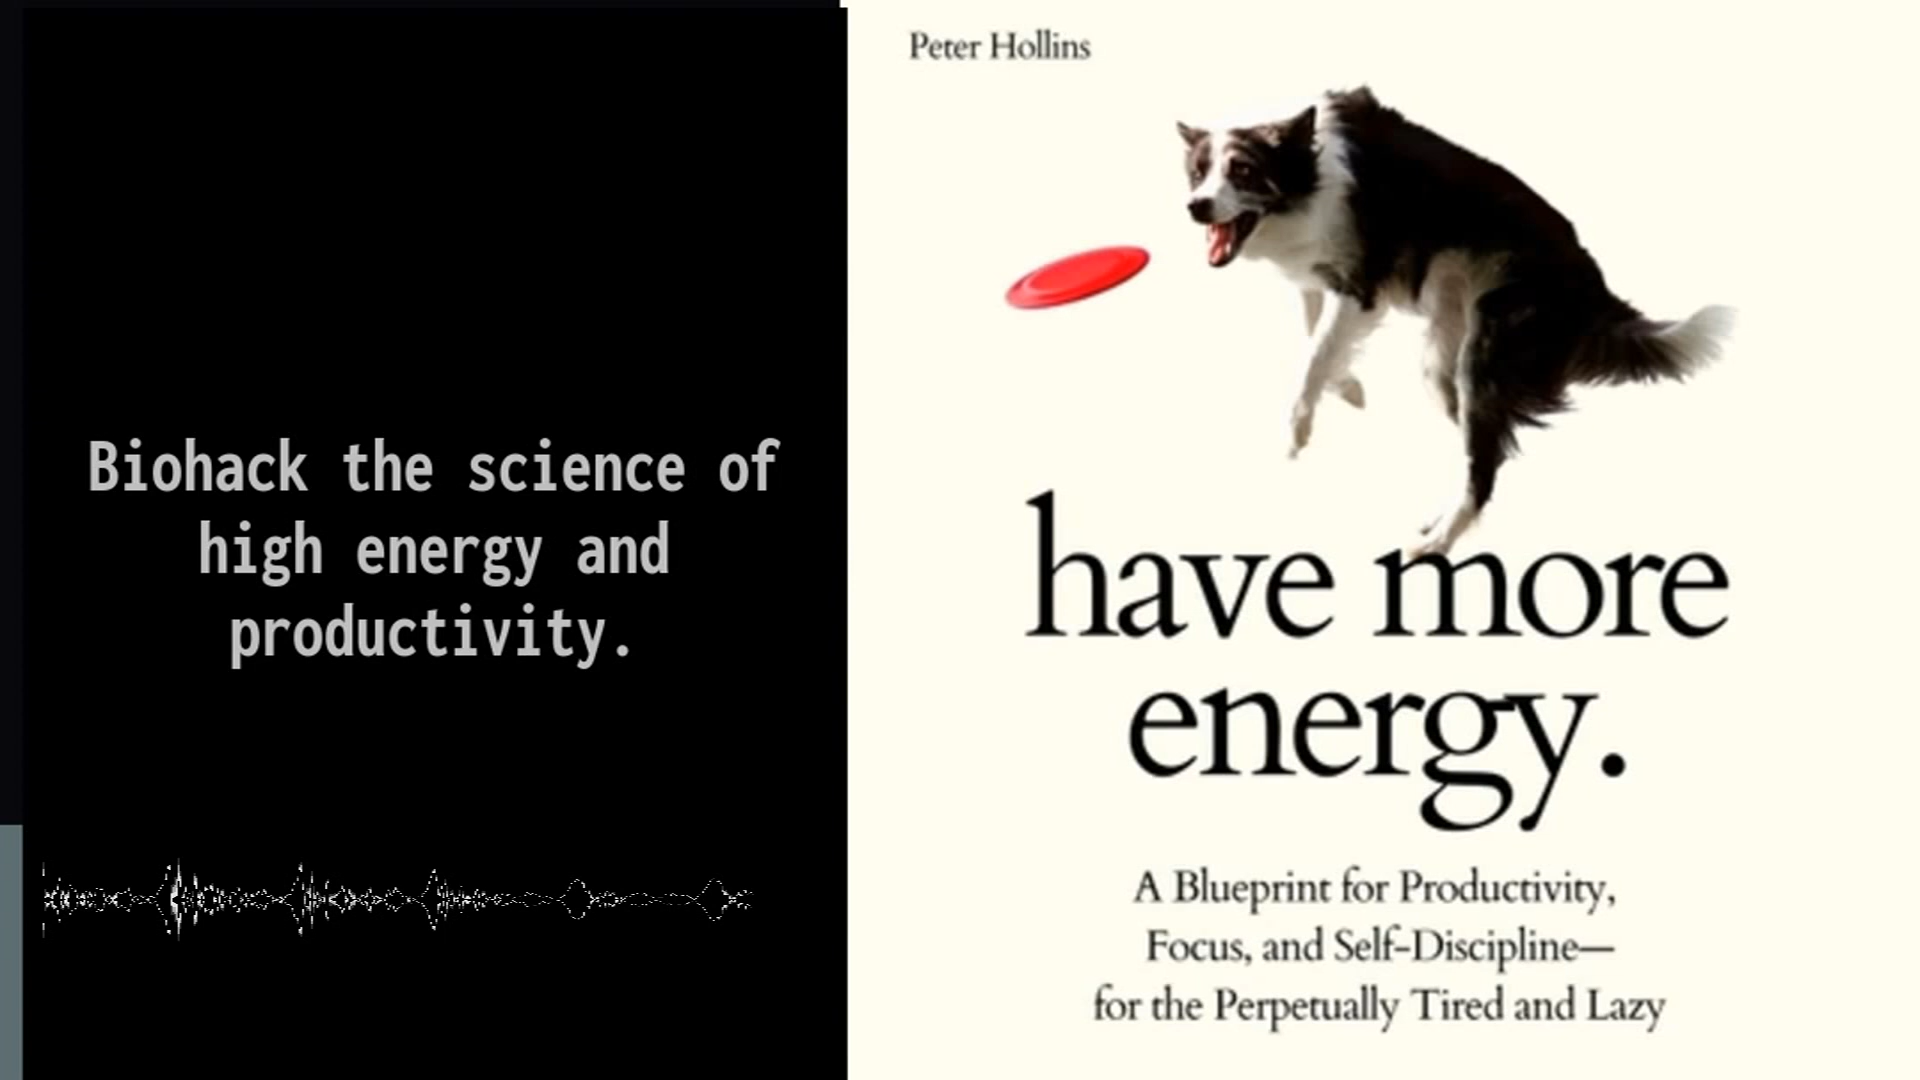 Biohack the science of
high energy and
productivity.
Peter Hollins
have more
energy.
A Blueprint for Productivity,
Focus, and Self-Discipline—
for the Perpetually Tired and Lazy